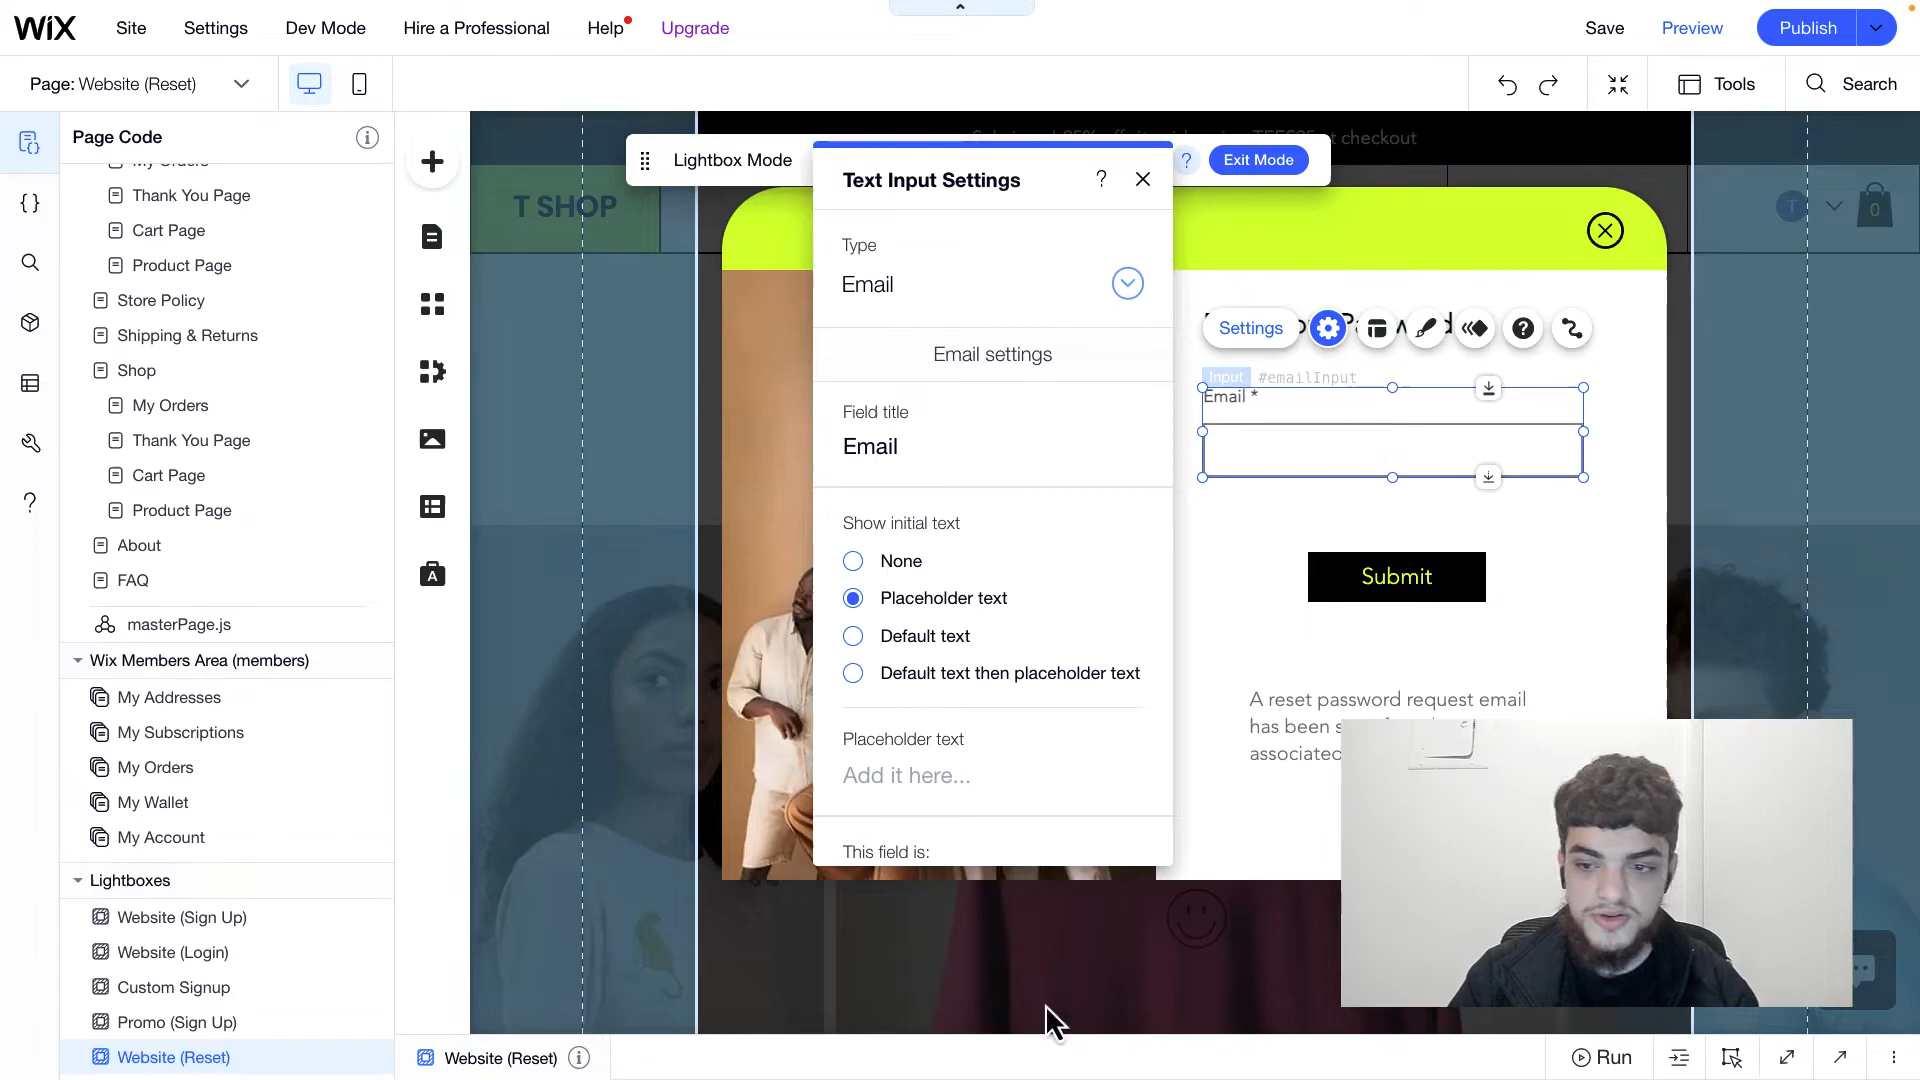 WiX
Site
Settings
Dev Mode
Hire a Professional
Help
Upgrade
Save
Preview
Publish
Page: Website (Reset)
Tools
Search
Page Code
My Orders
Thank You Page
Cart Page
Product Page
Store Policy
Shipping & Returns
Shop
My Orders
Thank You Page
Cart Page
Product Page
About
FAQ
masterPage.js
Wix Members Area (members)
My Addresses
My Subscriptions
My Orders
My Wallet
My Account
Lightboxes
Website (Sign Up)
Website (Login)
Custom Signup
Promo (Sign Up)
Website (Reset)
checkout
Lightbox Mode
?
Exit Mode
T SHOP
T
0
Text Input Settings
?
Type
Email
Email settings
Field title
Email
Show initial text
None
Placeholder text
Default text
Default text then placeholder text
Placeholder text
Add it here...
This field is:
Settings
?
Input #emailInput
Email *
Submit
A reset password request email
has been
associated
Website (Reset)
Run